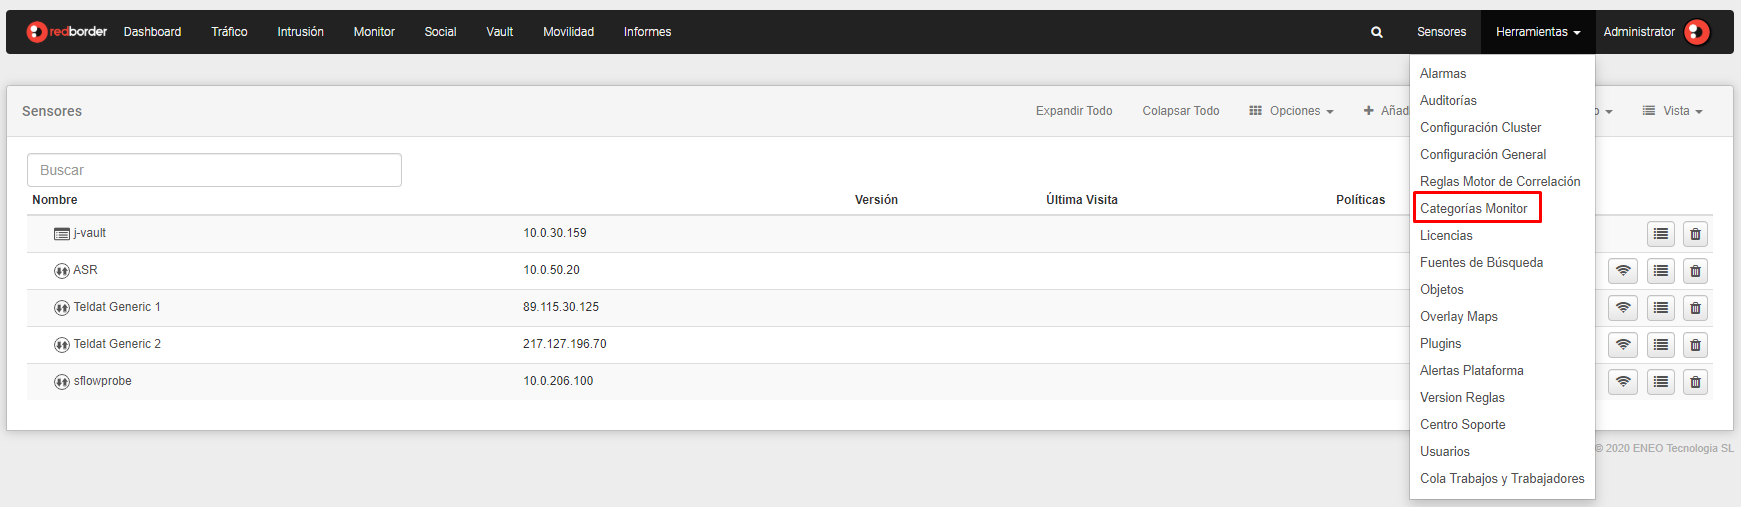 redborder Dashboard Tráfico Intrusión Monitor Social Vault Movilidad Informes Sensores Herramientas Administrator
Sensores Expandir Todo Colapsar Todo Opciones Añad o Vista
Buscar
Nombre Versión Última Visita Políticas
j-vault 10.0.30.159
ASR 10.0.50.20
Teldat Generic 1 89.115.30.125
Teldat Generic 2 217.127.196.70
sflowprobe 10.0.206.100
Alarmas
Auditorías
Configuración Cluster
Configuración General
Reglas Motor de Correlación
Categorías Monitor
Licencias
Fuentes de Búsqueda
Objetos
Overlay Maps
Plugins
Alertas Plataforma
Version Reglas
Centro Soporte
Usuarios
Cola Trabajos y Trabajadores
© 2020 ENEO Tecnologia SL